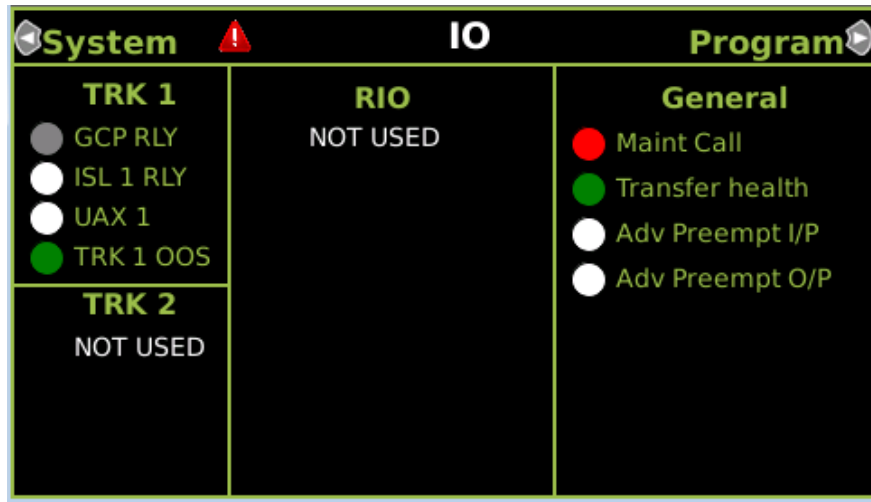 System IO Program
TRK 1
GCP RLY
ISL 1 RLY
UAX 1
TRK 1 OOS
TRK 2
NOT USED
RIO
NOT USED
General
Maint Call
Transfer health
Adv Preempt I/P
Adv Preempt O/P